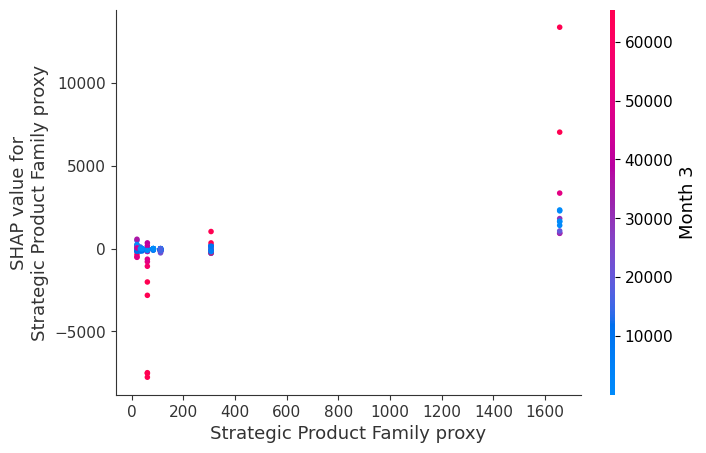 10000
5000
0
−5000
SHAP value for
Strategic Product Family proxy
0 200 400 600 800 1000 1200 1400 1600
Strategic Product Family proxy
60000
50000
40000
30000
20000
10000
Month 3